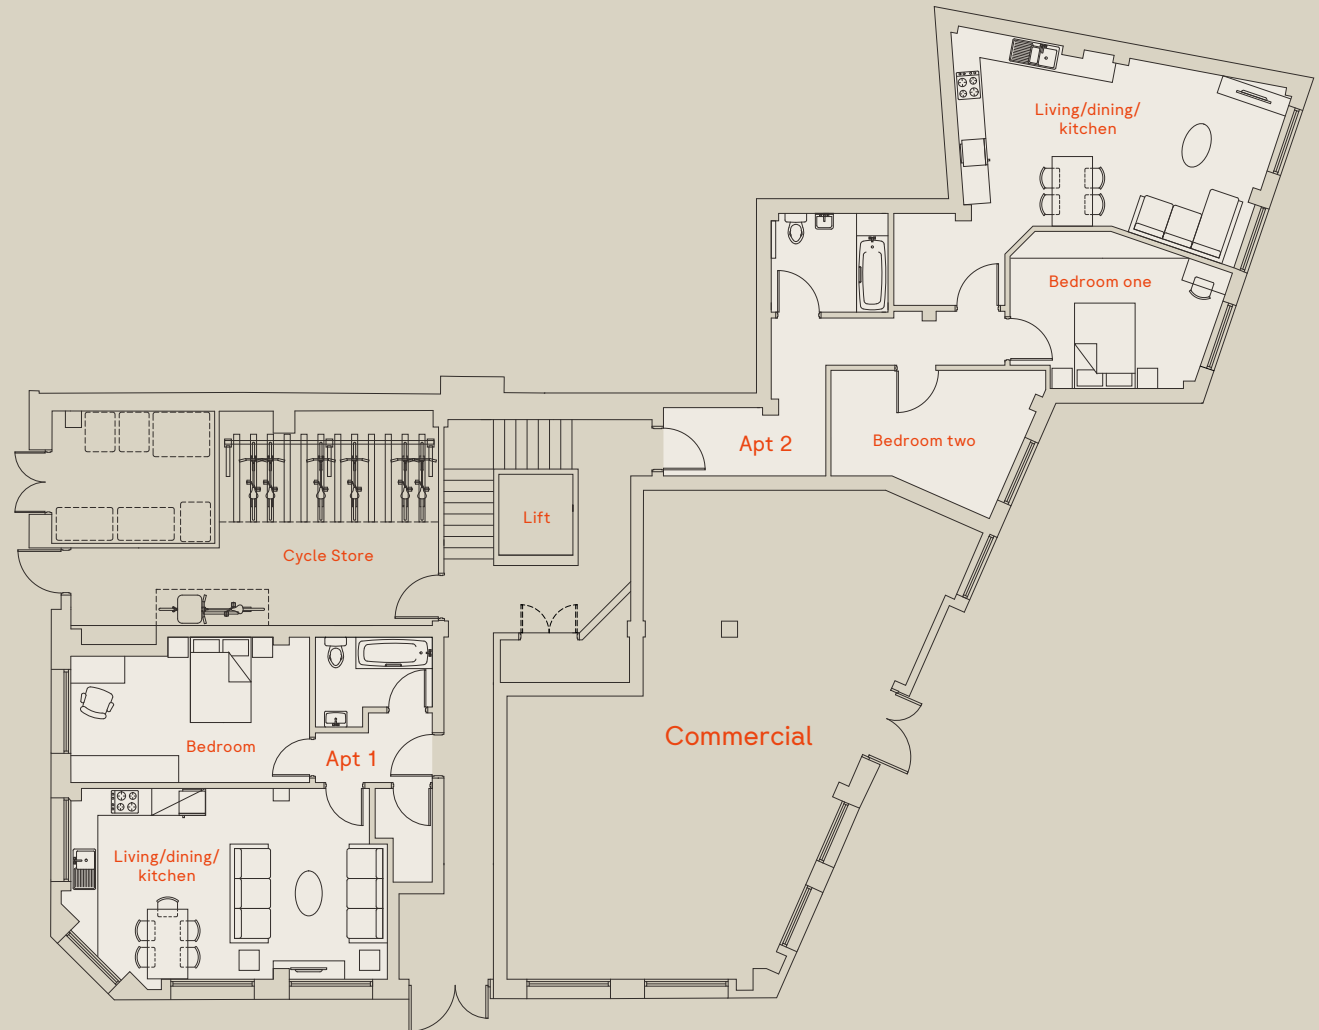 Living/dining/
kitchen
Bedroom one
Apt 2
Bedroom two
Lift
Cycle Store
Commercial
Bedroom
Apt 1
Living/dining/
kitchen